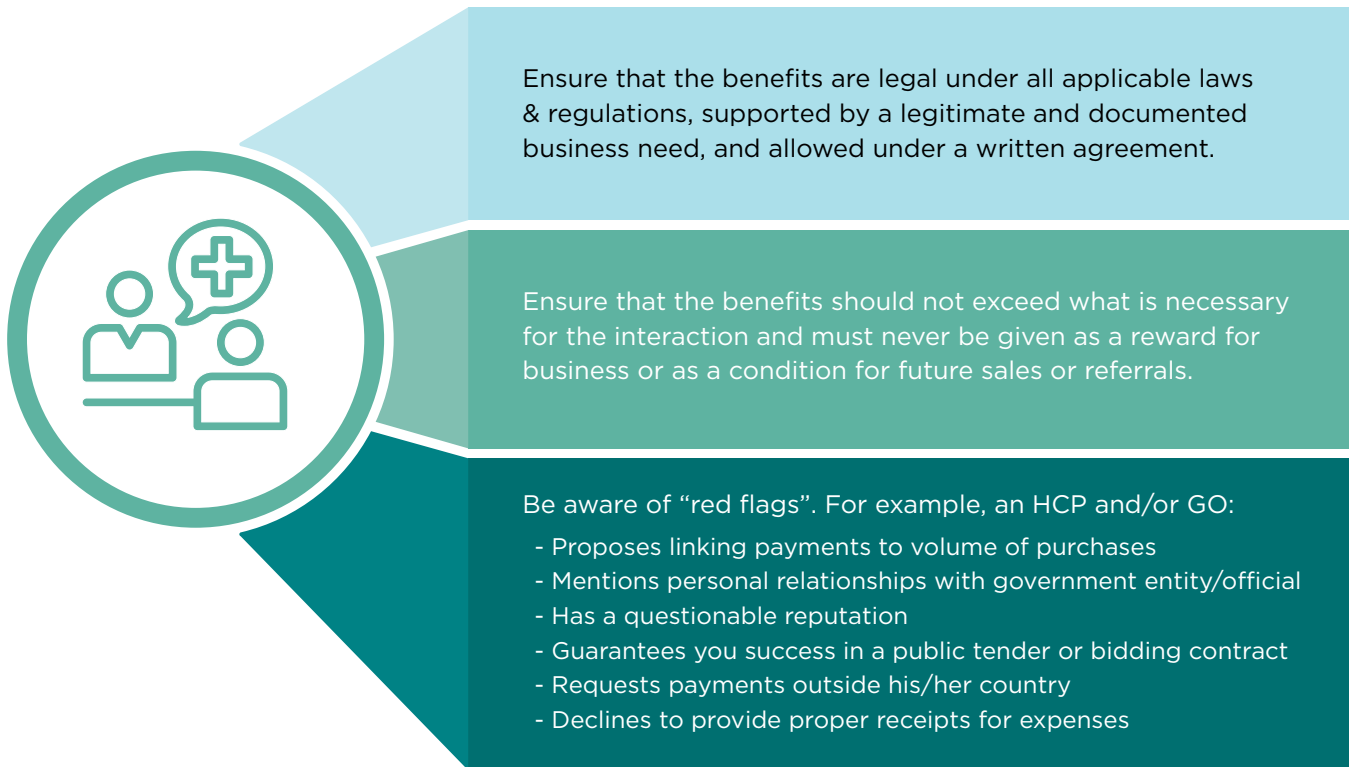 Ensure that the benefits are legal under all applicable laws
& regulations, supported by a legitimate and documented
business need, and allowed under a written agreement.
Ensure that the benefits should not exceed what is necessary
for the interaction and must never be given as a reward for
business or as a condition for future sales or referrals.
Be aware of “red flags”. For example, an HCP and/or GO:
- Proposes linking payments to volume of purchases
- Mentions personal relationships with government entity/official
- Has a questionable reputation
- Guarantees you success in a public tender or bidding contract
- Requests payments outside his/her country
- Declines to provide proper receipts for expenses